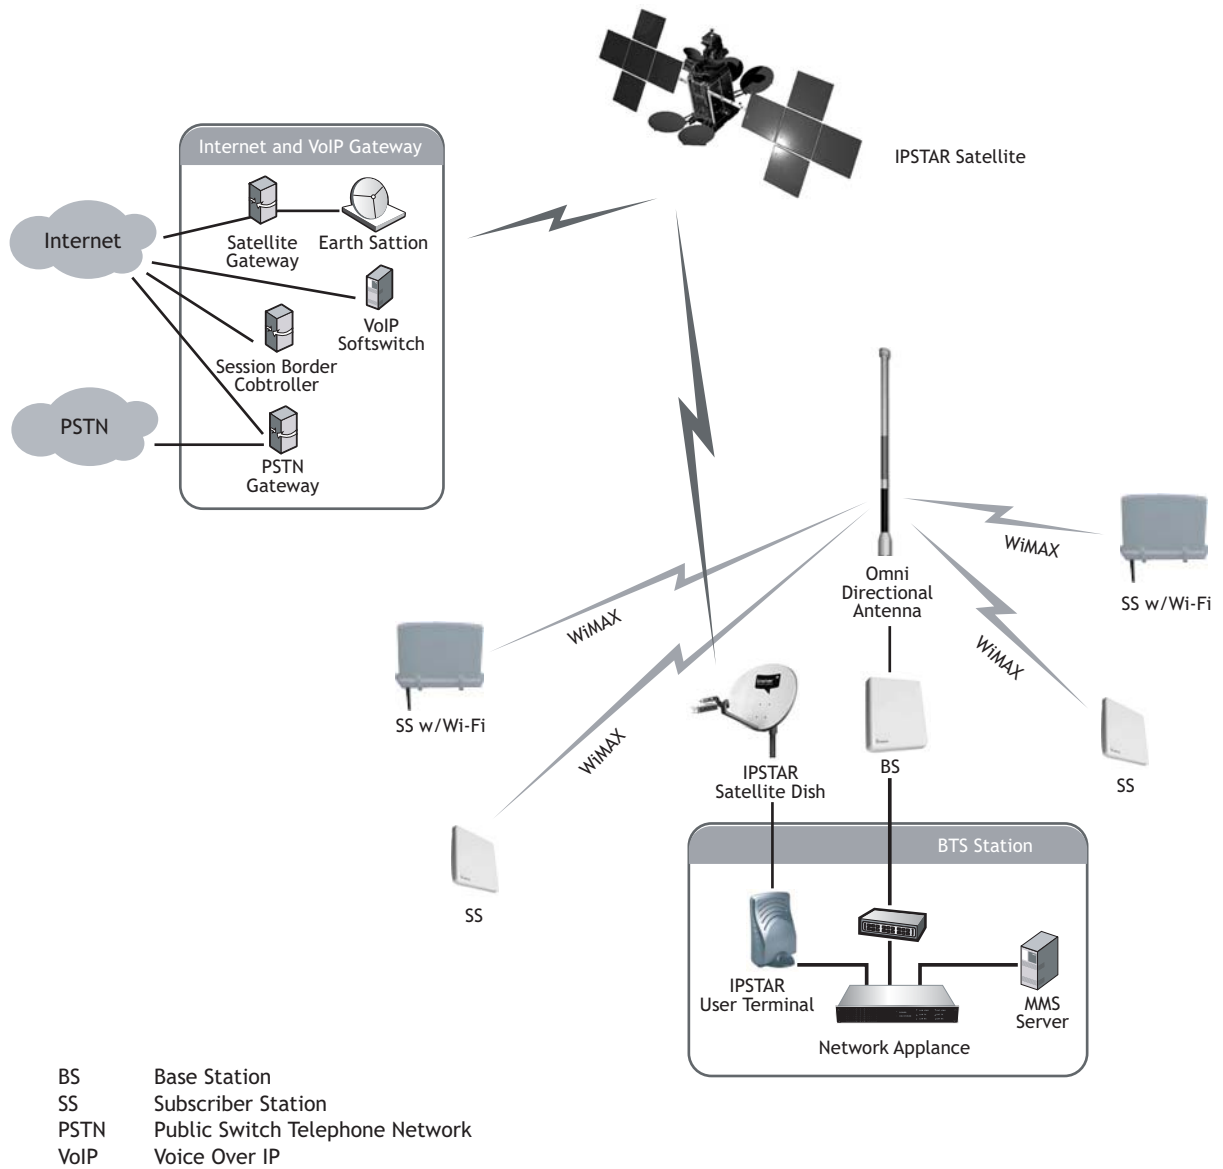 IPSTAR Satellite
Internet and VoIP Gateway
Internet
Satellite
Gateway
Earth Sattion
VoIP
Softswitch
Session Border
Cobtroller
PSTN
PSTN
Gateway
WiMAX
SS w/Wi-Fi
Omni
Directional
Antenna
WiMAX
SS w/Wi-Fi
WiMAX
WiMAX
IPSTAR
Satellite Dish
BS
SS
SS
BTS Station
IPSTAR
User Terminal
MMS
Server
Network Applance
BS Base Station
SS Subscriber Station
PSTN Public Switch Telephone Network
VoIP Voice Over IP